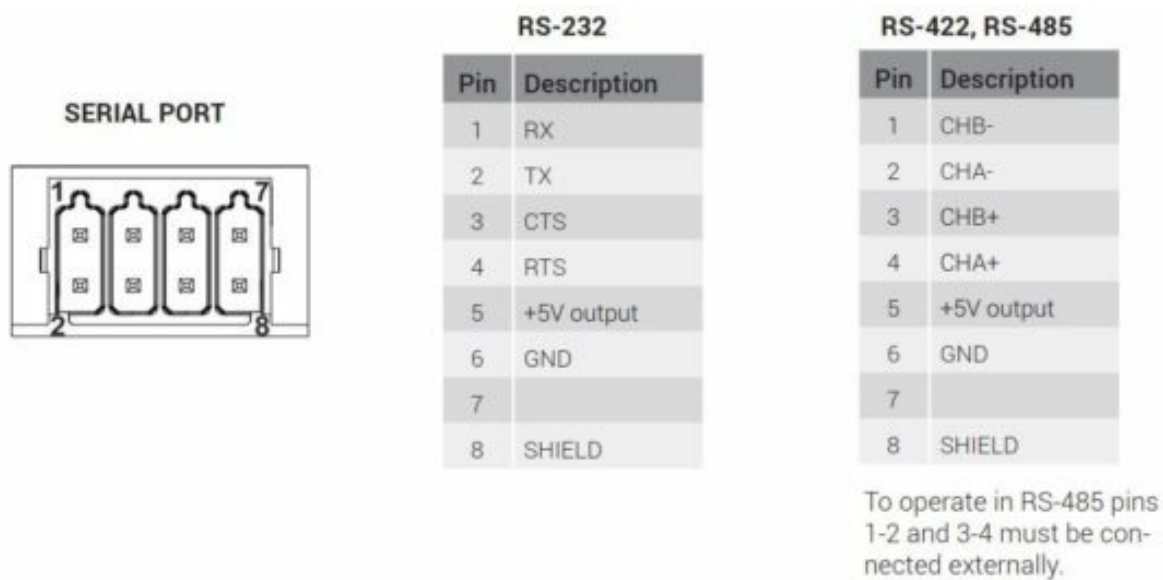 SERIAL PORT
1 7
2 8
RS-232
Pin Description
1 RX
2 TX
3 CTS
4 RTS
5 +5V output
6 GND
7
8 SHIELD
RS-422, RS-485
Pin Description
1 CHB-
2 CHA-
3 CHB+
4 CHA+
5 +5V output
6 GND
7
8 SHIELD
To operate in RS-485 pins
1-2 and 3-4 must be con-
nected externally.